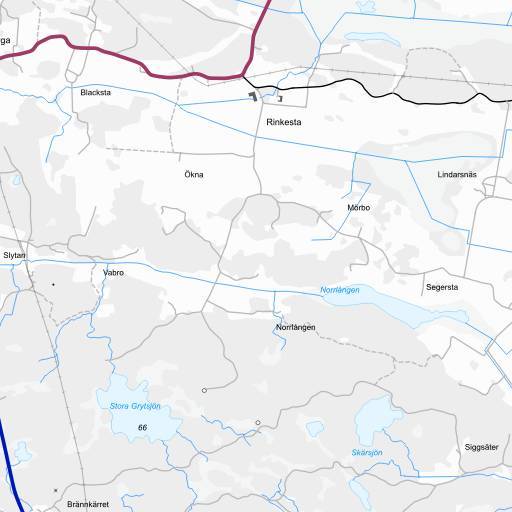 ga
Blacksta
Rinkesta
Ökna
Lindarsnäs
Mörbo
Slytan
Vabro
Segersta
Norrlången
Norrlången
Stora Grytsjön
66
Siggsäter
Skärsjön
Brännkärret